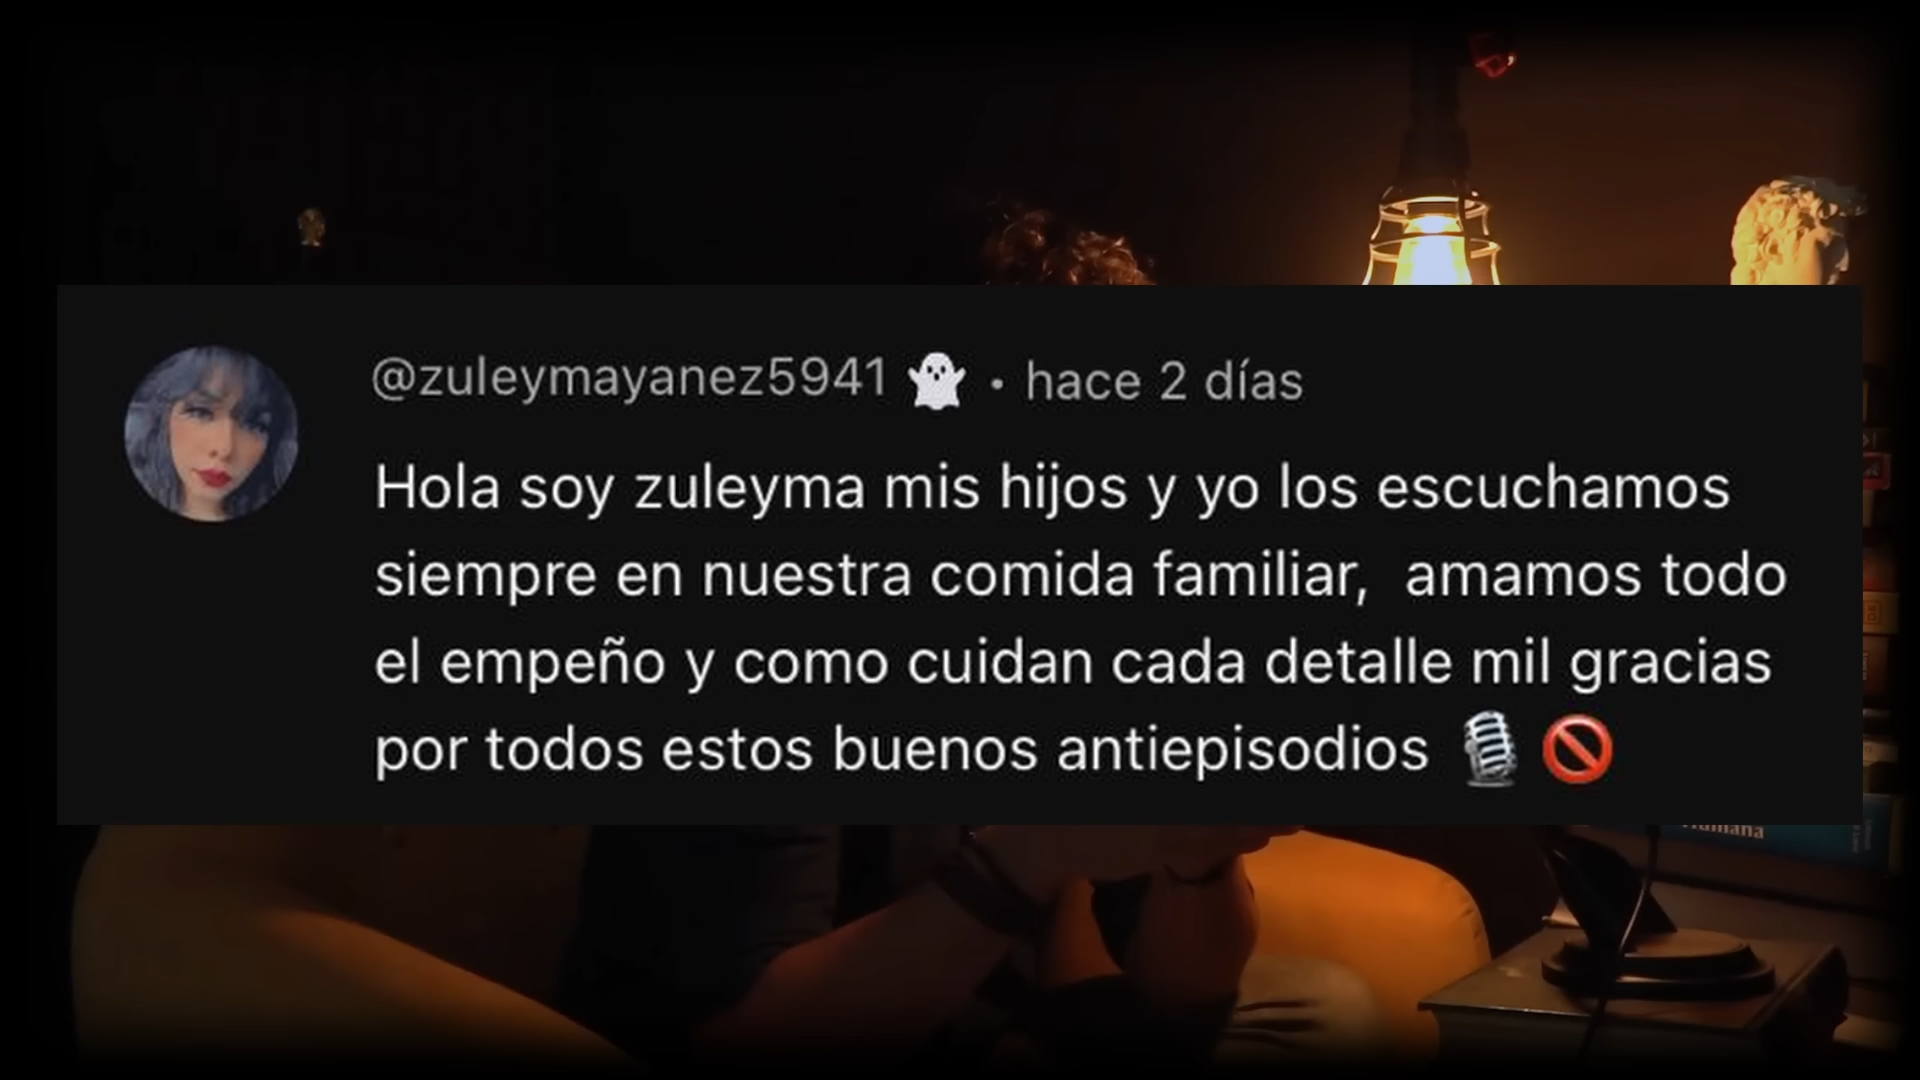 @zuleymayanez5941 👻 • hace 2 días
Hola soy zuleyma mis hijos y yo los escuchamos
siempre en nuestra comida familiar,  amamos todo
el empeño y como cuidan cada detalle mil gracias
por todos estos buenos antiepisodios 🎙️🚫